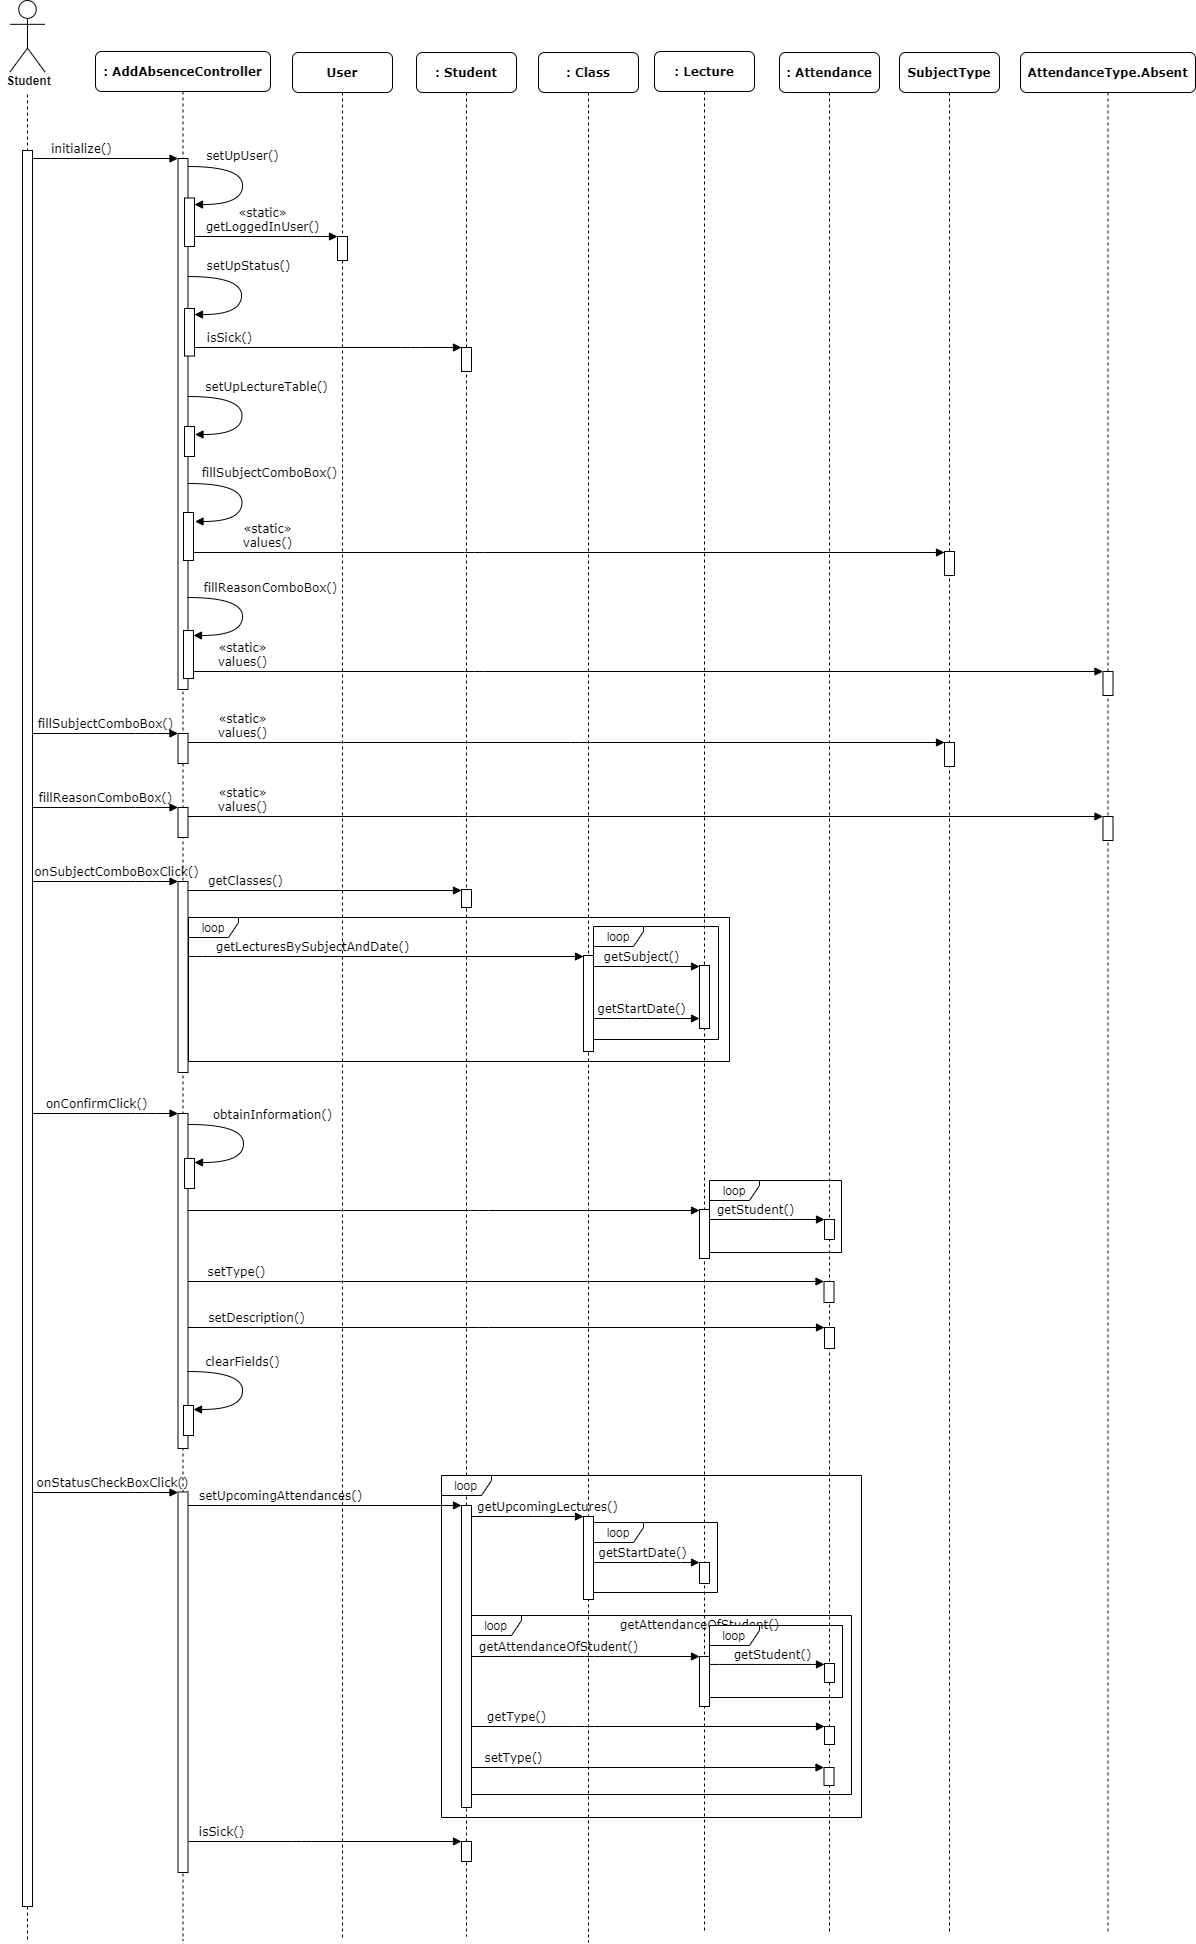 Student
: AddAbsenceController
User
: Student
: Class
: Lecture
: Attendance
SubjectType
AttendanceType.Absent
initialize()
setUpUser()
«static»
getLoggedInUser()
setUpStatus()
isSick()
setUpLectureTable()
fillSubjectComboBox()
«static»
values()
fillReasonComboBox()
«static»
values()
fillSubjectComboBox()
«static»
values()
fillReasonComboBox()
«static»
values()
onSubjectComboBoxClick()
getClasses()
loop
loop
getLecturesBySubjectAndDate()
getSubject()
getStartDate()
onConfirmClick()
obtainInformation()
loop
getStudent()
setType()
setDescription()
clearFields()
onStatusCheckBoxClick()
loop
setUpcomingAttendances()
getUpcomingLectures()
loop
getStartDate()
loop
getAttendanceOfStudent()
loop
getAttendanceOfStudent()
getStudent()
getType()
setType()
isSick()